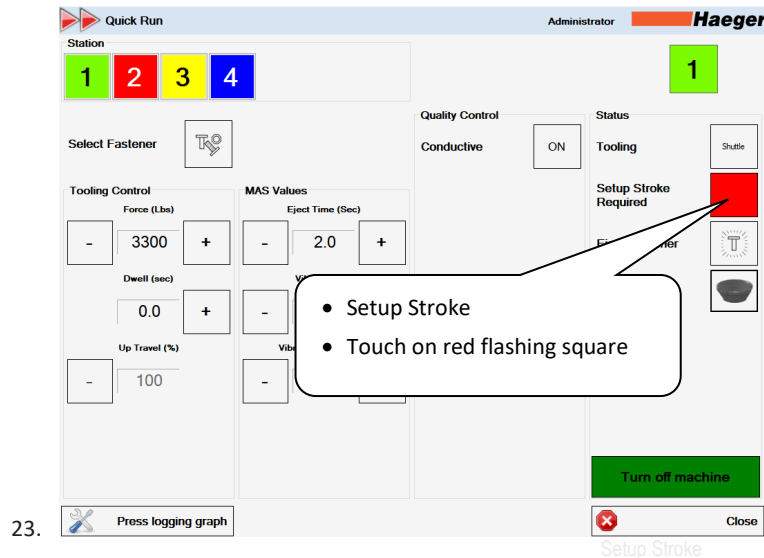 Quick Run
Administrator
Haeger
Station
1 2 3 4
1
Quality Control
Status
Select Fastener
Conductive
ON
Tooling
Shuttle
Tooling Control
MAS Values
Setup Stroke
Required
Force (Lbs)
Eject Time (Sec)
- 3300 +
- 2.0 +
Dwell (sec)
0.0 +
-
• Setup Stroke
• Touch on red flashing square
Up Travel (%)
- 100
-
Turn off machine
23.
Press logging graph
Close
Setup Stroke